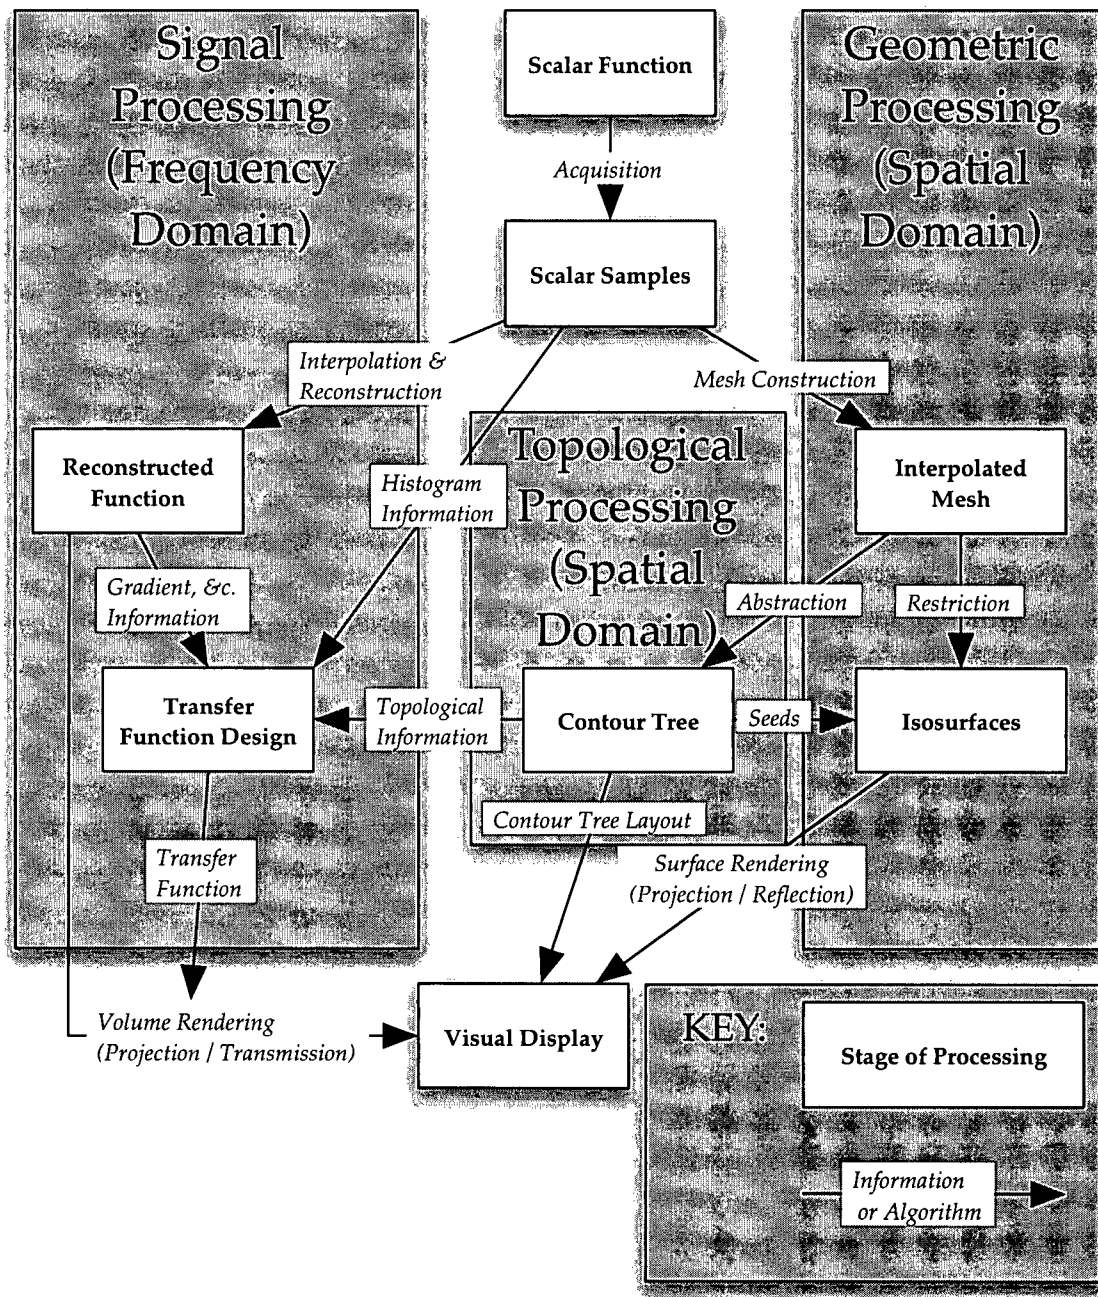 Signal
Processing
(Frequency
Domain)
Scalar Function
Geometric
Processing
(Spatial
Domain)
Acquisition
Scalar Samples
Interpolation &
Reconstruction
Mesh Construction
Reconstructed
Function
Histogram
Information
Topological
Processing
(Spatial
Domain)
Interpolated
Mesh
Gradient, &c.
Information
Abstraction
Restriction
Transfer
Function Design
Topological
Information
Contour Tree
Seeds
Isosurfaces
Contour Tree Layout
Transfer
Function
Surface Rendering
(Projection / Reflection)
Volume Rendering
(Projection / Transmission)
Visual Display
KEY:
Stage of Processing
Information
or Algorithm